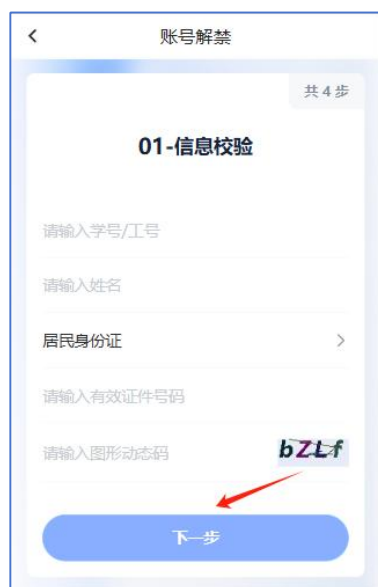 账号解禁
共4步
01-信息校验
请输入学号/工号
请输入姓名
居民身份证
请输入有效证件号码
请输入图形动态码
bZLf
下一步